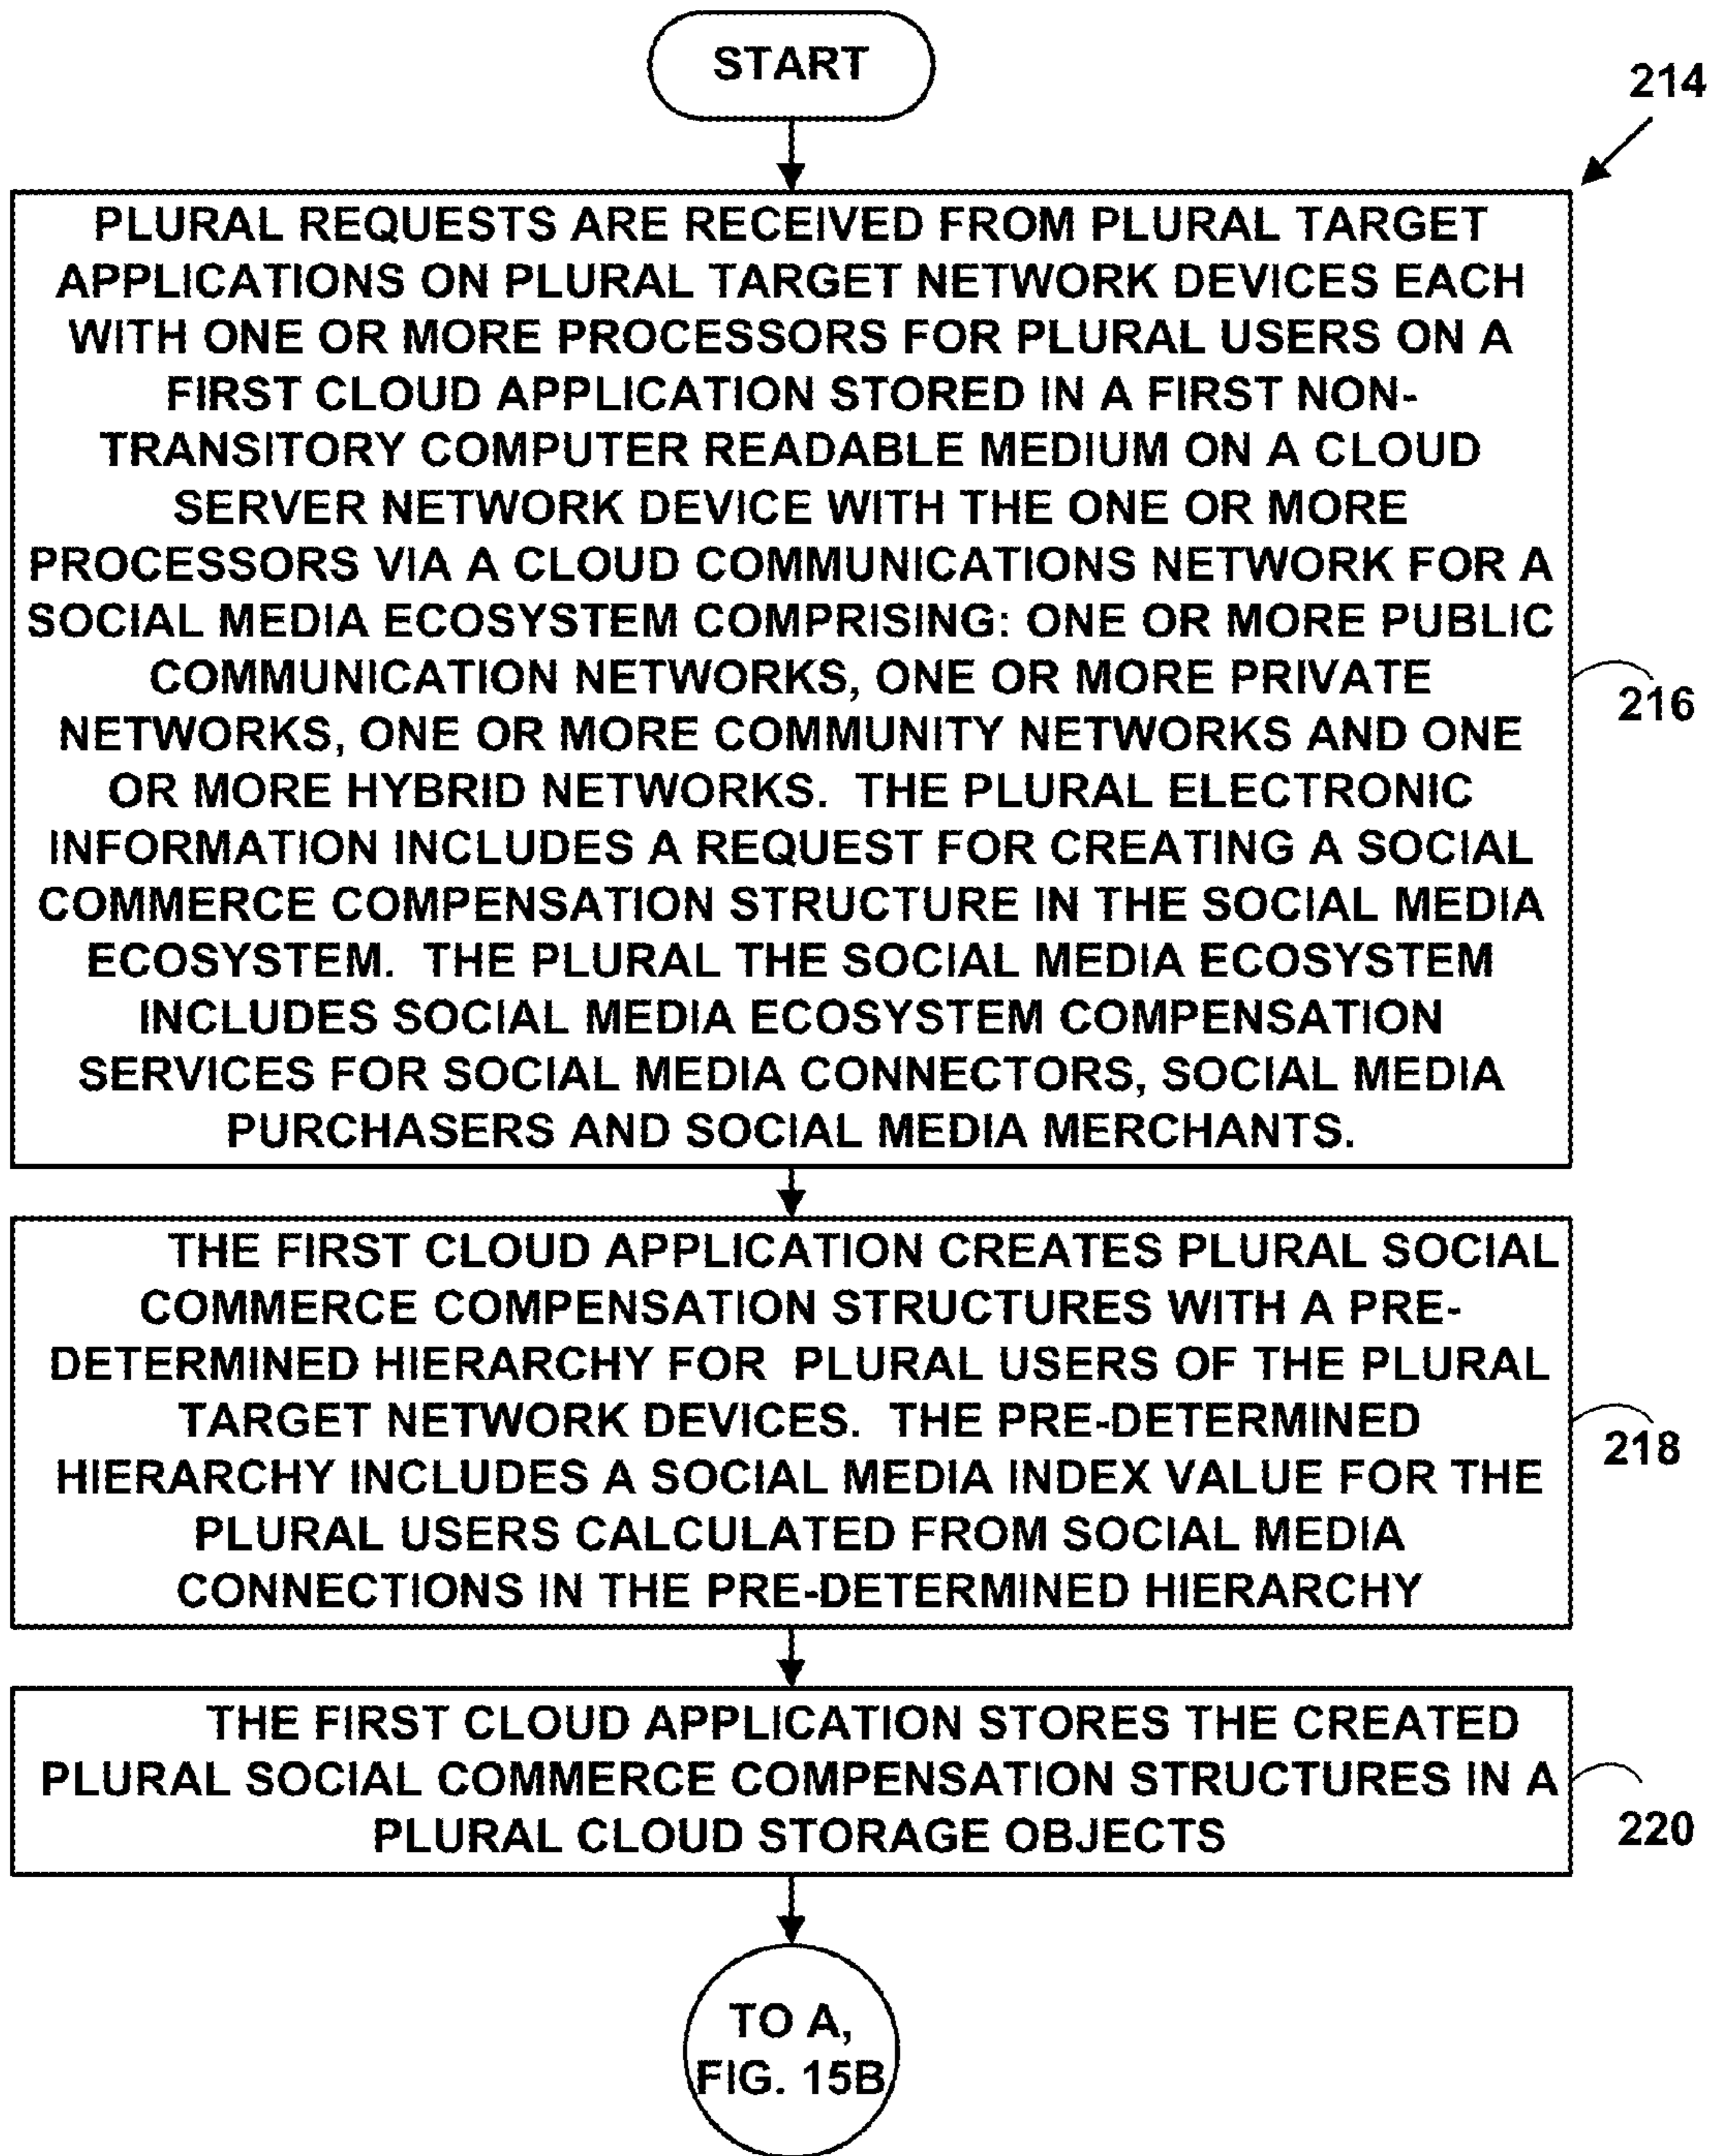 START
214
PLURAL REQUESTS ARE RECEIVED FROM PLURAL TARGET
APPLICATIONS ON PLURAL TARGET NETWORK DEVICES EACH
WITH ONE OR MORE PROCESSORS FOR PLURAL USERS ON A
FIRST CLOUD APPLICATION STORED IN A FIRST NON-
TRANSITORY COMPUTER READABLE MEDIUM ON A CLOUD
SERVER NETWORK DEVICE WITH THE ONE OR MORE
PROCESSORS VIA A CLOUD COMMUNICATIONS NETWORK FOR A
SOCIAL MEDIA ECOSYSTEM COMPRISING: ONE OR MORE PUBLIC
COMMUNICATION NETWORKS, ONE OR MORE PRIVATE
NETWORKS, ONE OR MORE COMMUNITY NETWORKS AND ONE
OR MORE HYBRID NETWORKS. THE PLURAL ELECTRONIC
INFORMATION INCLUDES A REQUEST FOR CREATING A SOCIAL
COMMERCE COMPENSATION STRUCTURE IN THE SOCIAL MEDIA
ECOSYSTEM. THE PLURAL THE SOCIAL MEDIA ECOSYSTEM
INCLUDES SOCIAL MEDIA ECOSYSTEM COMPENSATION
SERVICES FOR SOCIAL MEDIA CONNECTORS, SOCIAL MEDIA
PURCHASERS AND SOCIAL MEDIA MERCHANTS.
216
THE FIRST CLOUD APPLICATION CREATES PLURAL SOCIAL
COMMERCE COMPENSATION STRUCTURES WITH A PRE-
DETERMINED HIERARCHY FOR PLURAL USERS OF THE PLURAL
TARGET NETWORK DEVICES. THE PRE-DETERMINED
HIERARCHY INCLUDES A SOCIAL MEDIA INDEX VALUE FOR THE
PLURAL USERS CALCULATED FROM SOCIAL MEDIA
CONNECTIONS IN THE PRE-DETERMINED HIERARCHY
218
THE FIRST CLOUD APPLICATION STORES THE CREATED
PLURAL SOCIAL COMMERCE COMPENSATION STRUCTURES IN A
PLURAL CLOUD STORAGE OBJECTS
220
TO A,
FIG. 15B